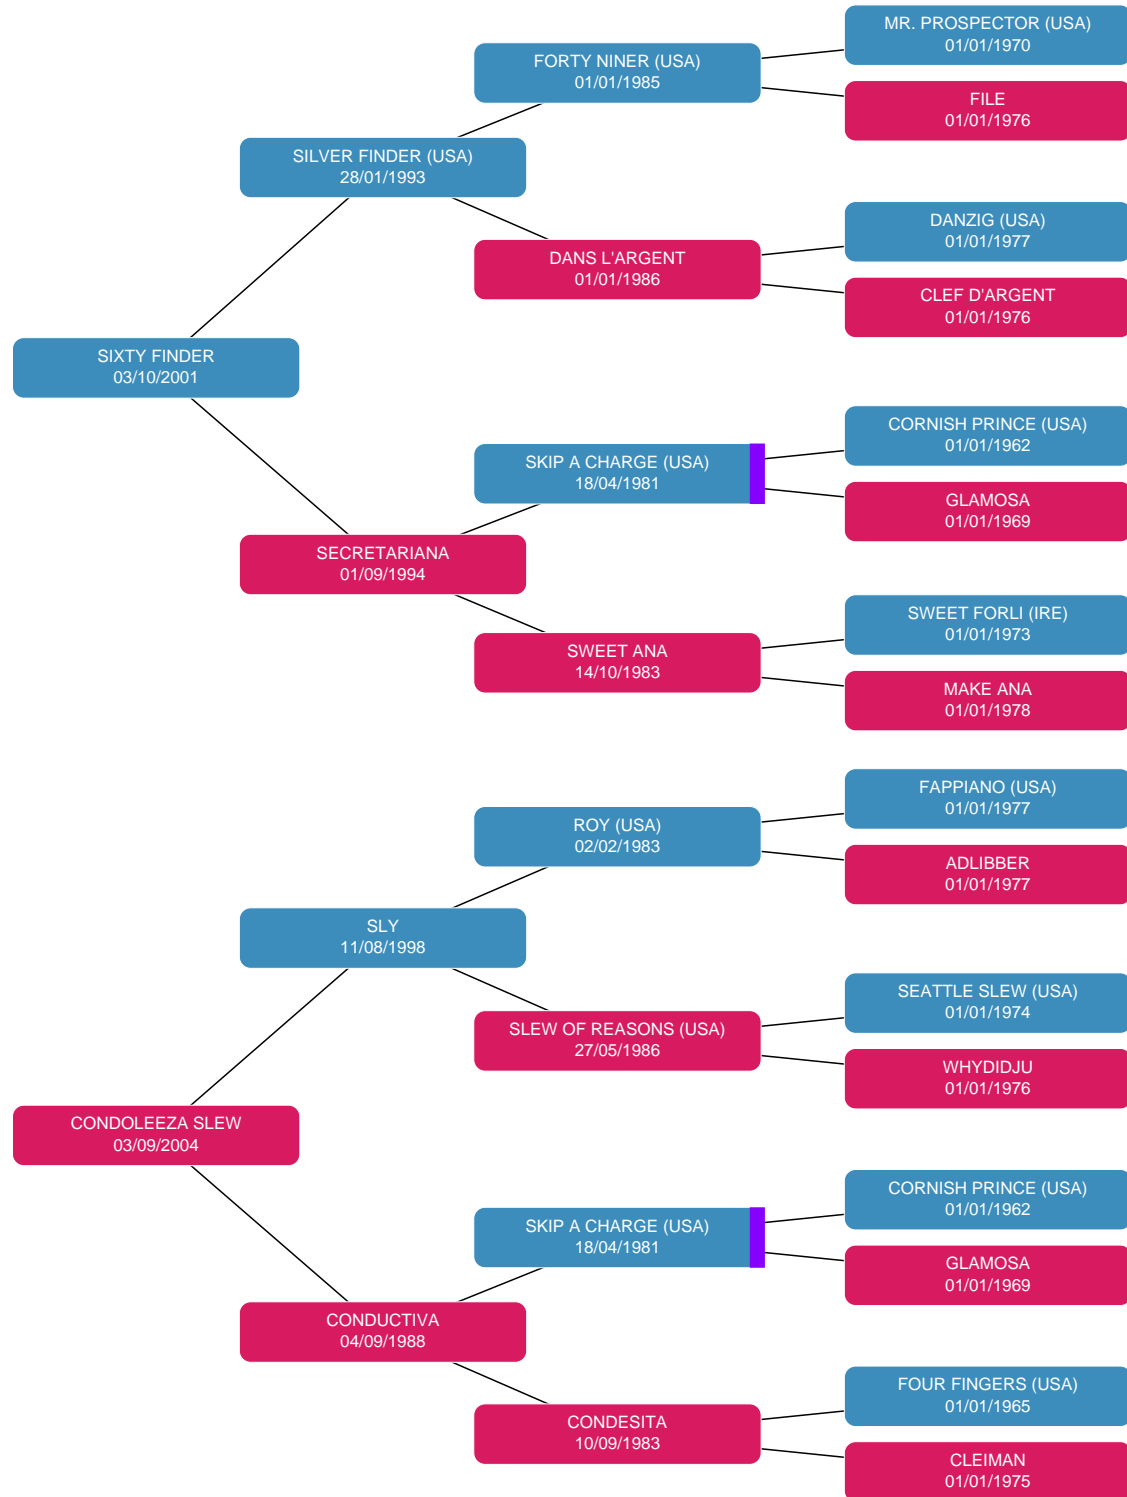 MR. PROSPECTOR (USA)
01/01/1970
FORTY NINER (USA)
01/01/1985
FILE
01/01/1976
SILVER FINDER (USA)
28/01/1993
DANZIG (USA)
01/01/1977
DANS L'ARGENT
01/01/1986
CLEF D'ARGENT
01/01/1976
SIXTY FINDER
03/10/2001
CORNISH PRINCE (USA)
01/01/1962
SKIP A CHARGE (USA)
18/04/1981
GLAMOSA
01/01/1969
SECRETARIANA
01/09/1994
SWEET FORLI (IRE)
01/01/1973
SWEET ANA
14/10/1983
MAKE ANA
01/01/1978
FAPPIANO (USA)
01/01/1977
ROY (USA)
02/02/1983
ADLIBBER
01/01/1977
SLY
11/08/1998
SEATTLE SLEW (USA)
01/01/1974
SLEW OF REASONS (USA)
27/05/1986
WHYDIDJU
01/01/1976
CONDOLEEZA SLEW
03/09/2004
CORNISH PRINCE (USA)
01/01/1962
SKIP A CHARGE (USA)
18/04/1981
GLAMOSA
01/01/1969
CONDUCTIVA
04/09/1988
FOUR FINGERS (USA)
01/01/1965
CONDESITA
10/09/1983
CLEIMAN
01/01/1975